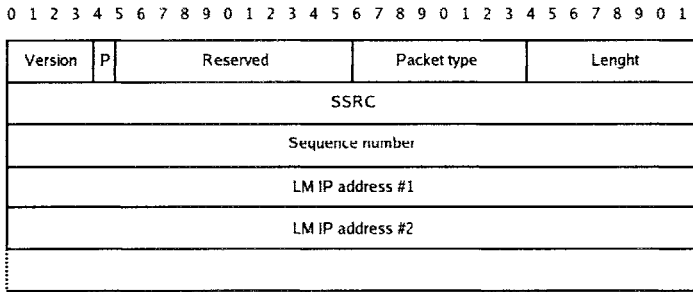 0 1 2 3 4 5 6 7 8 9 0 1 2 3 4 5 6 7 8 9 0 1 2 3 4 5 6 7 8 9 0 1
Version P Reserved Packet type Lenght
SSRC
Sequence number
LM IP address #1
LM IP address #2